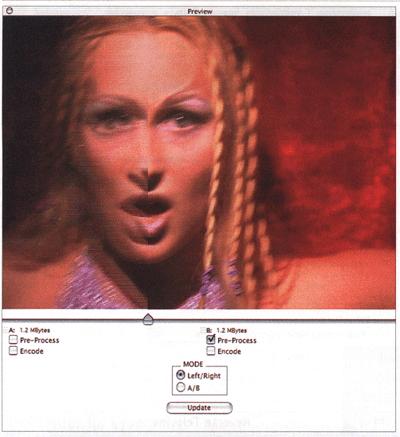 Preview
A: 1.2 MBytes
B: 1.2 MBytes
Pre-Process
Pre-Process
Encode
Encode
MODE
Left/Right
A/B
Update